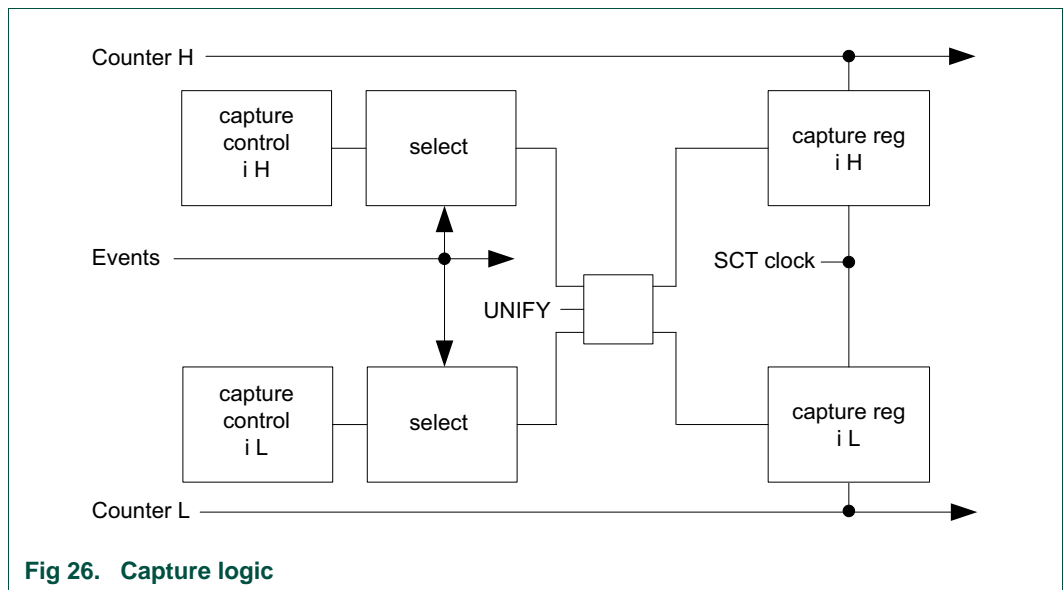 Counter H
capture
control
i H
select
capture reg
i H
Events
SCT clock
UNIFY
capture
control
i L
select
capture reg
i L
Counter L
Fig 26. Capture logic